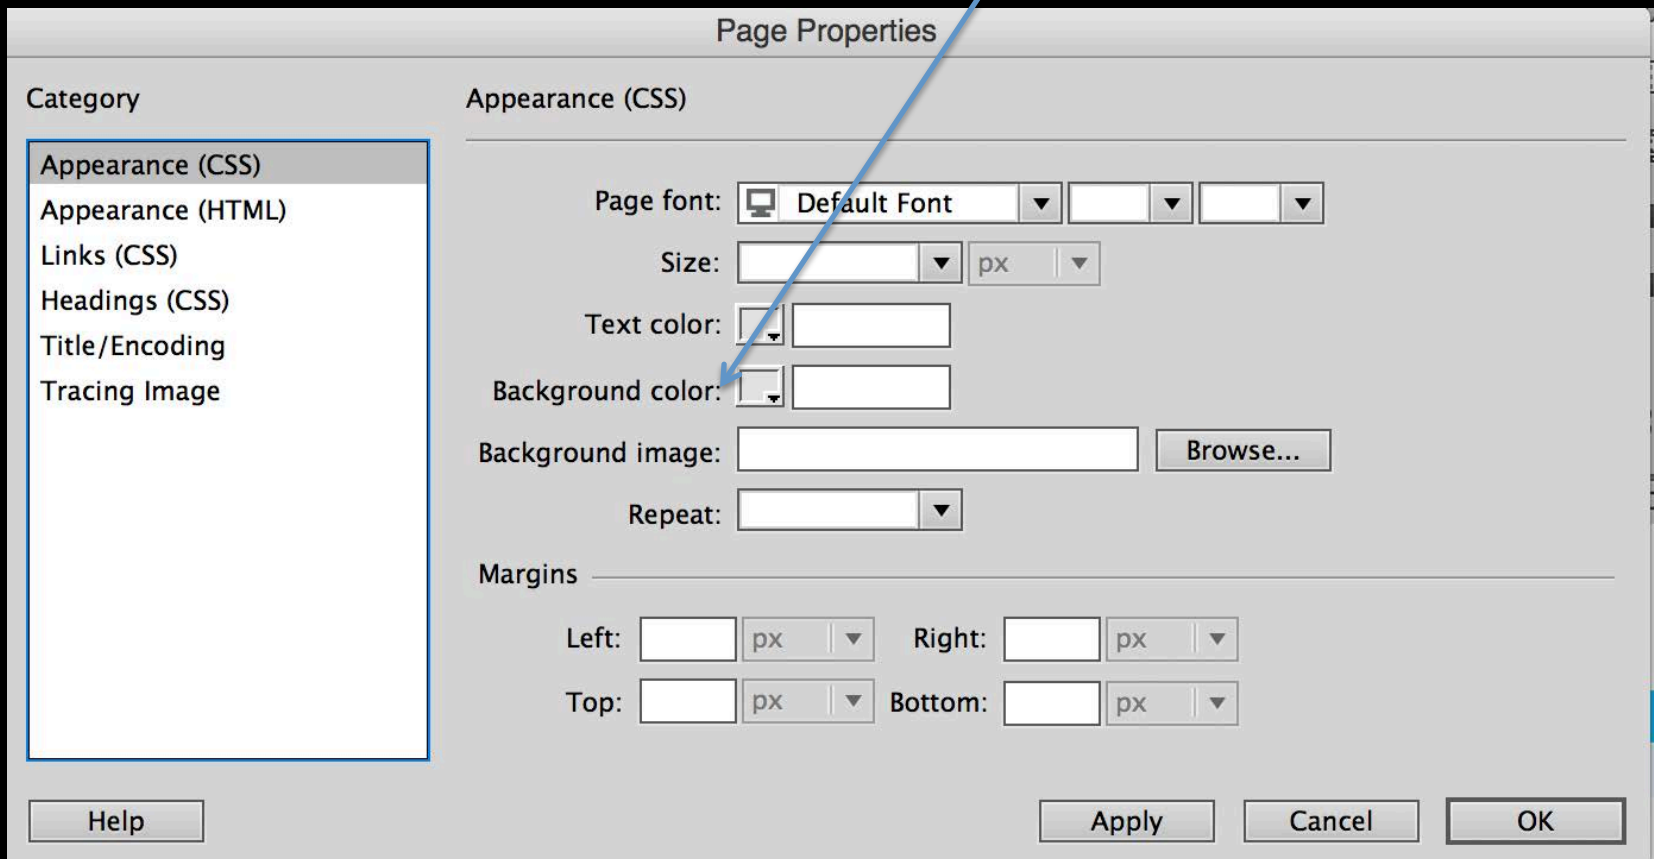 Page Properties
Category
Appearance (CSS)
Appearance (HTML)
Links (CSS)
Headings (CSS)
Title/Encoding
Tracing Image
Appearance (CSS)
Page font: Default Font
Size: px
Text color:
Background color:
Background image: Browse...
Repeat:
Margins
Left: px Right: px
Top: px Bottom: px
Help Apply Cancel OK